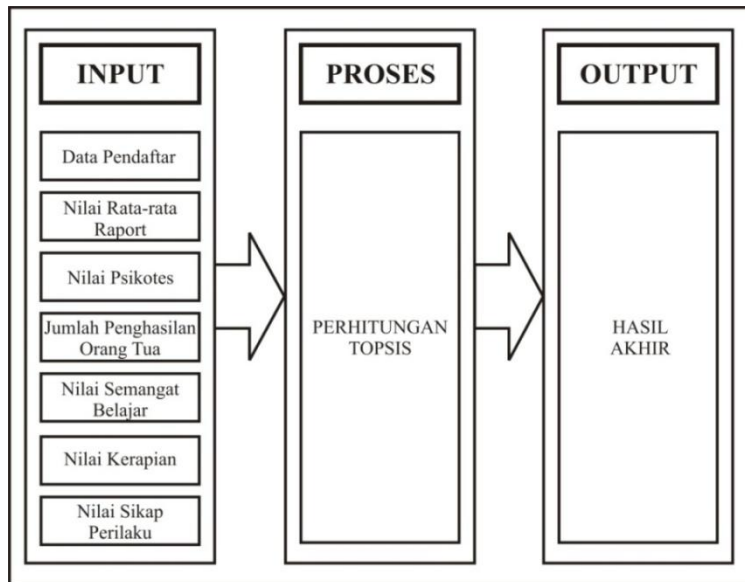 INPUT
Data Pendaftar
Nilai Rata-rata
Raport
Nilai Psikotes
Jumlah Penghasilan
Orang Tua
Nilai Semangat
Belajar
Nilai Kerapian
Nilai Sikap
Perilaku
PROSES
PERHITUNGAN
TOPSIS
OUTPUT
HASIL
AKHIR